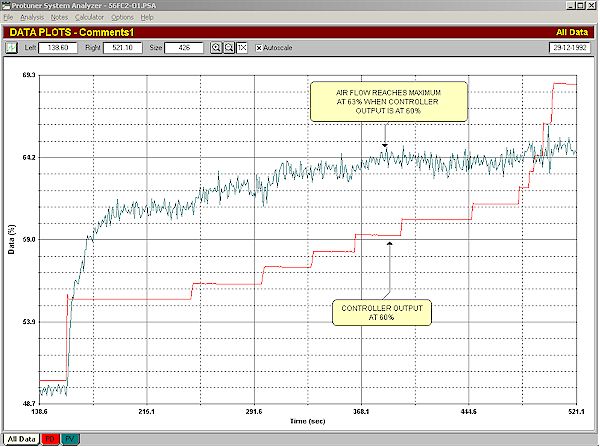 Protuner System Analyzer - S6FC2-01.PSA
File Analysis Notes Calculator Options Help
DATA PLOTS - Comments1 All Data
Left 138.60 Right 521.10 Size 426 1X Autoscale 29-12-1992
69.3
AIR FLOW REACHES MAXIMUM
AT 63% WHEN CONTROLLER
OUTPUT IS AT 60%
64.2
59.0
Data (%)
53.9
CONTROLLER OUTPUT
AT 60%
48.7
138.6 215.1 291.6 368.1 444.6 521.1
Time (sec)
All Data PD PV